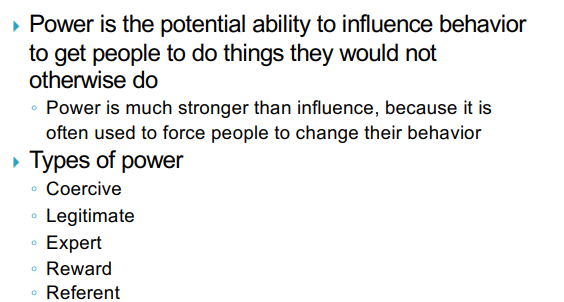 Power is the potential ability to influence behavior
to get people to do things they would not
otherwise do
Power is much stronger than influence, because it is
often used to force people to change their behavior
Types of power
Coercive
Legitimate
Expert
Reward
Referent